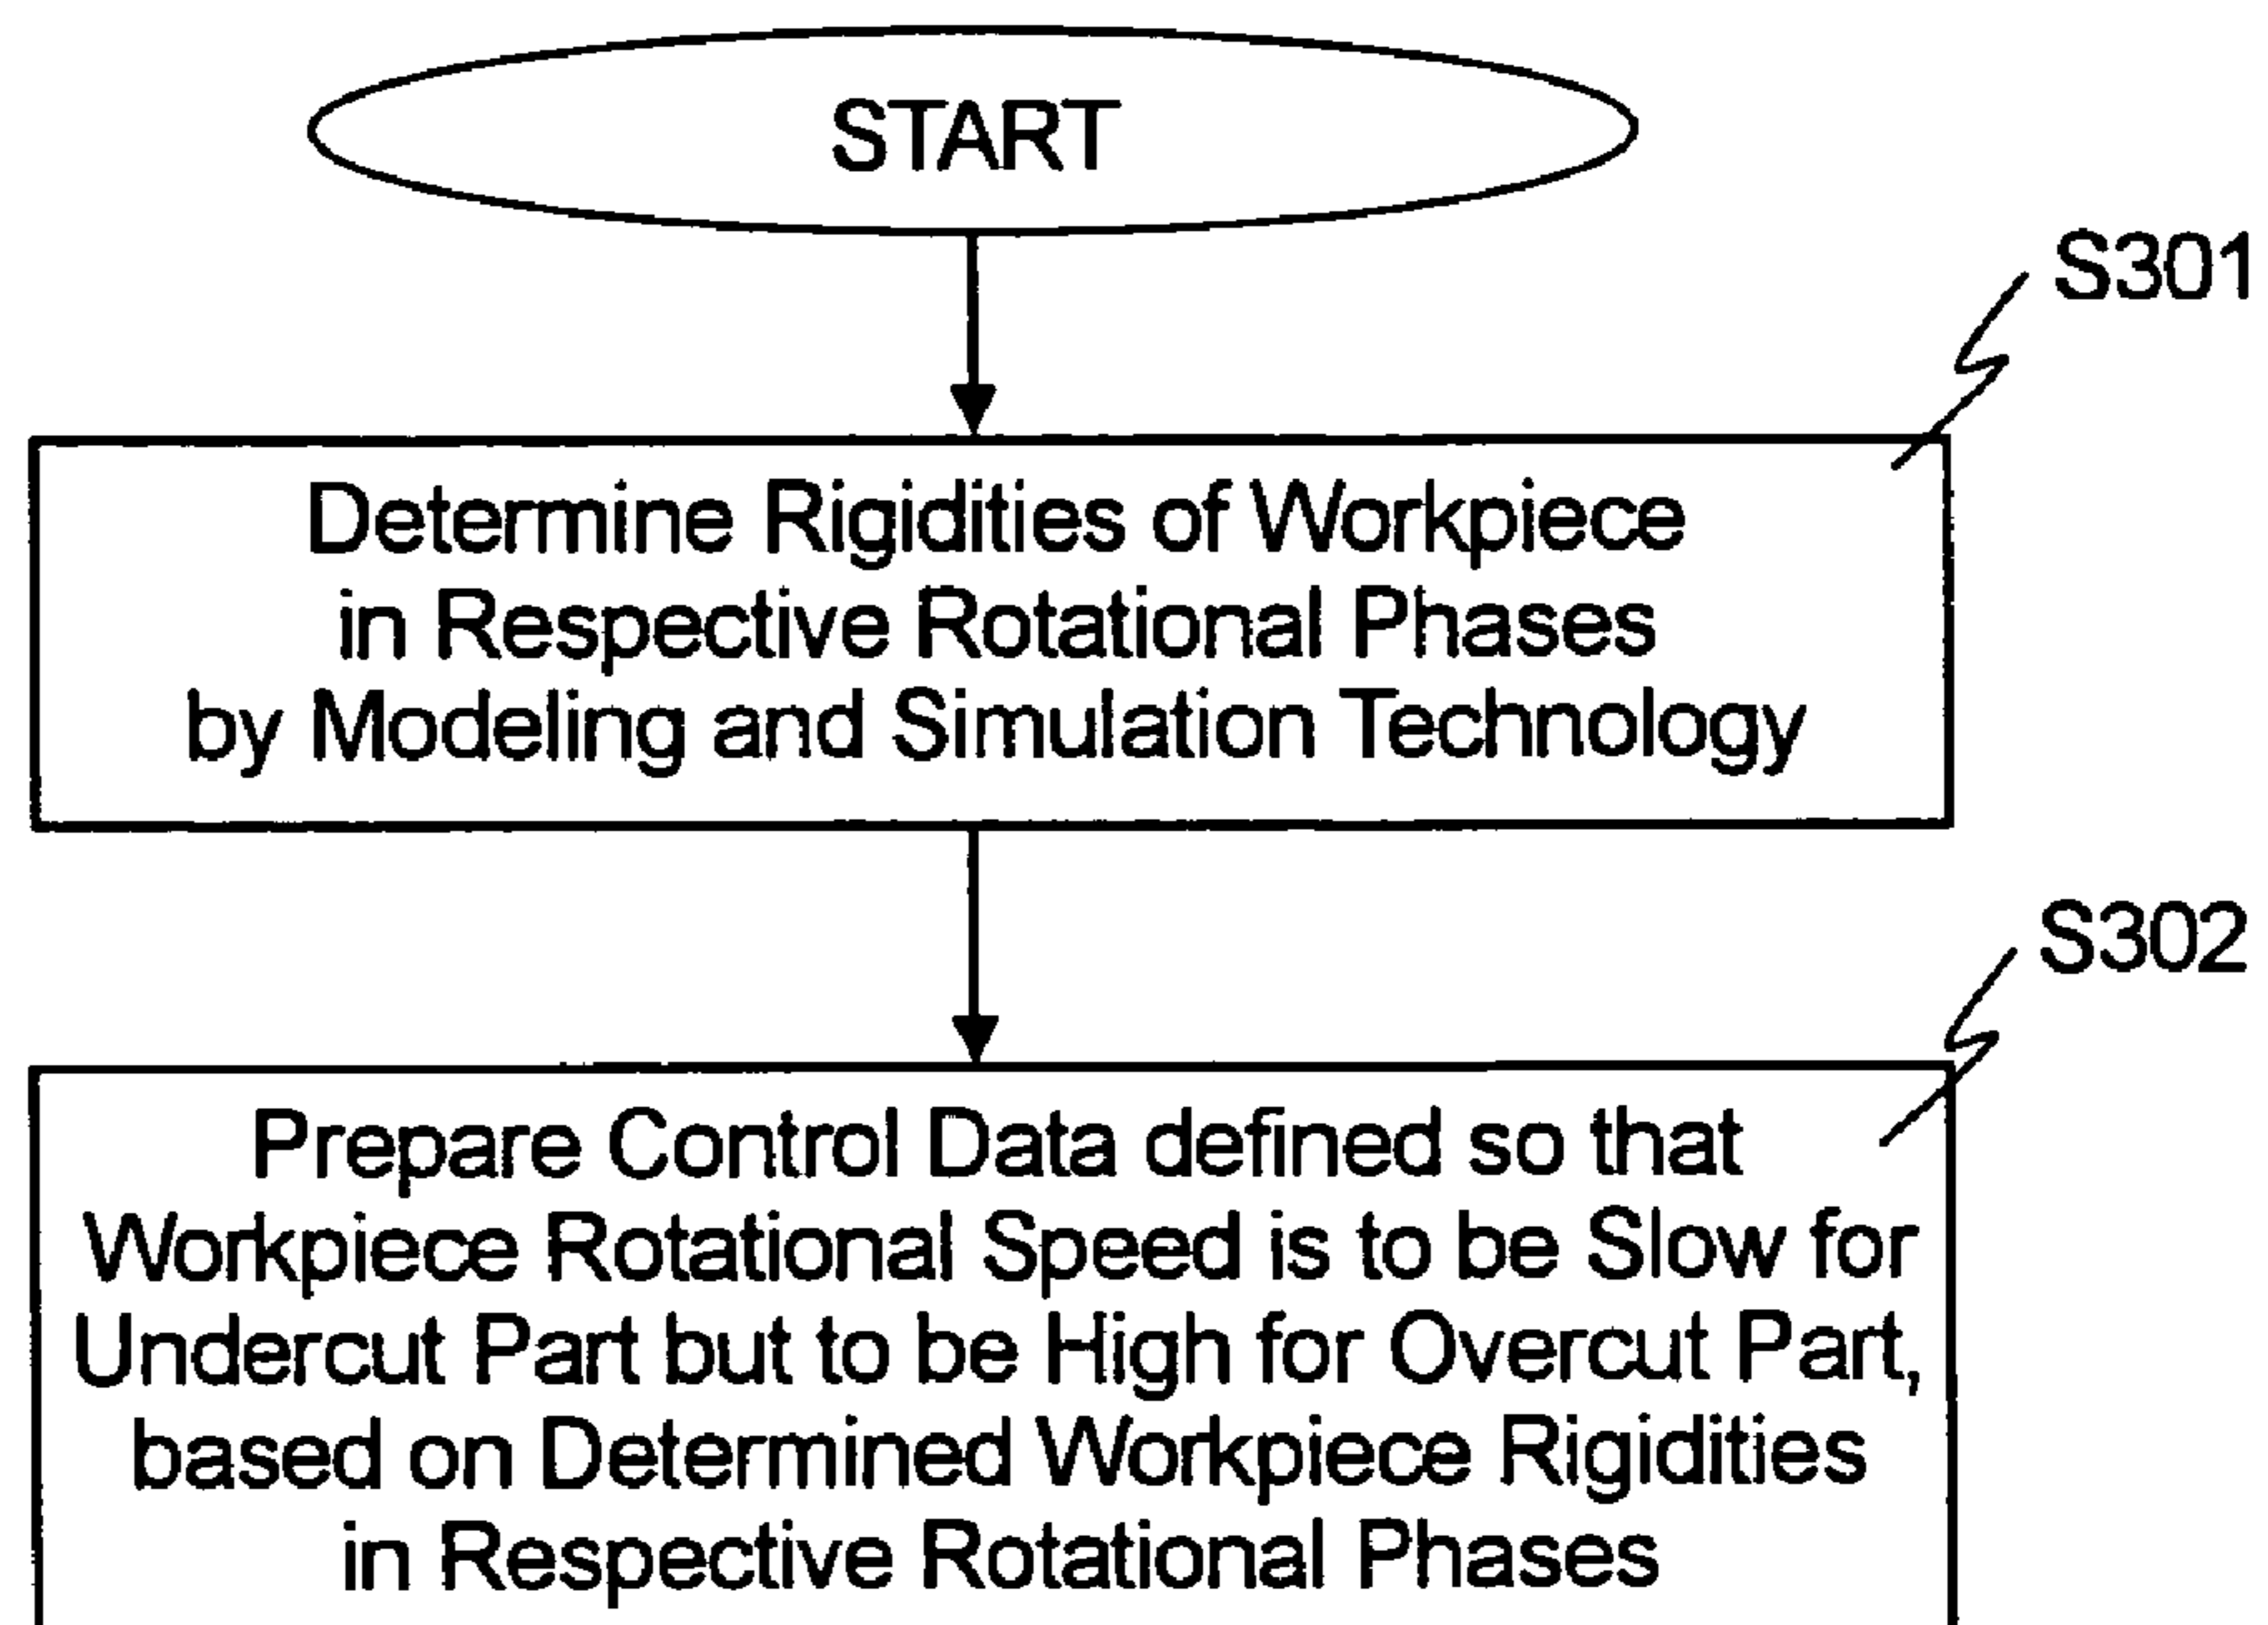 START
S301
Determine Rigidities of Workpiece
in Respective Rotational Phases
by Modeling and Simulation Technology
S302
Prepare Control Data defined so that
Workpiece Rotational Speed is to be Slow for
Undercut Part but to be High for Overcut Part,
based on Determined Workpiece Rigidities
in Respective Rotational Phases